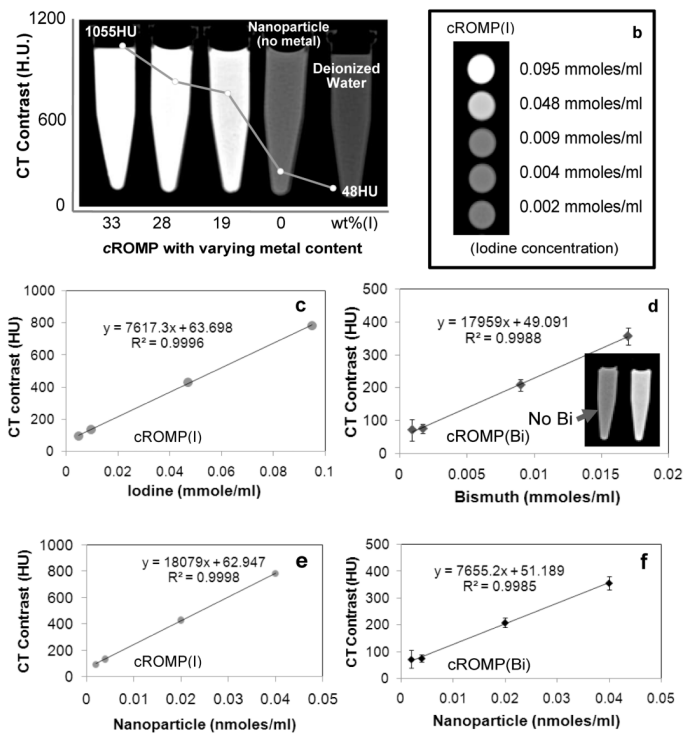 1200
600
0
CT Contrast (H.U.)
1055HU
Nanoparticle
(no metal)
Deionized
Water
48HU
33 28 19 0 wt%(I)
cROMP with varying metal content
cROMP(I)
b
0.095 mmoles/ml
0.048 mmoles/ml
0.009 mmoles/ml
0.004 mmoles/ml
0.002 mmoles/ml
(Iodine concentration)
c
1000
800
600
400
200
0
CT contrast (HU)
y = 7617.3x + 63.698
R² = 0.9996
cROMP(I)
0 0.02 0.04 0.06 0.08 0.1
Iodine (mmole/ml)
d
500
400
300
200
100
0
CT contrast (HU)
y = 17959x + 49.091
R² = 0.9988
No Bi
cROMP(Bi)
0 0.005 0.01 0.015 0.02
Bismuth (mmoles/ml)
e
1000
800
600
400
200
0
CT Contrast (HU)
y = 18079x + 62.947
R² = 0.9998
cROMP(I)
0 0.01 0.02 0.03 0.04 0.05
Nanoparticle (nmoles/ml)
f
500
400
300
200
100
0
CT Contrast (HU)
y = 7655.2x + 51.189
R² = 0.9985
cROMP(Bi)
0.00 0.01 0.02 0.03 0.04 0.05
Nanoparticle (nmoles/ml)